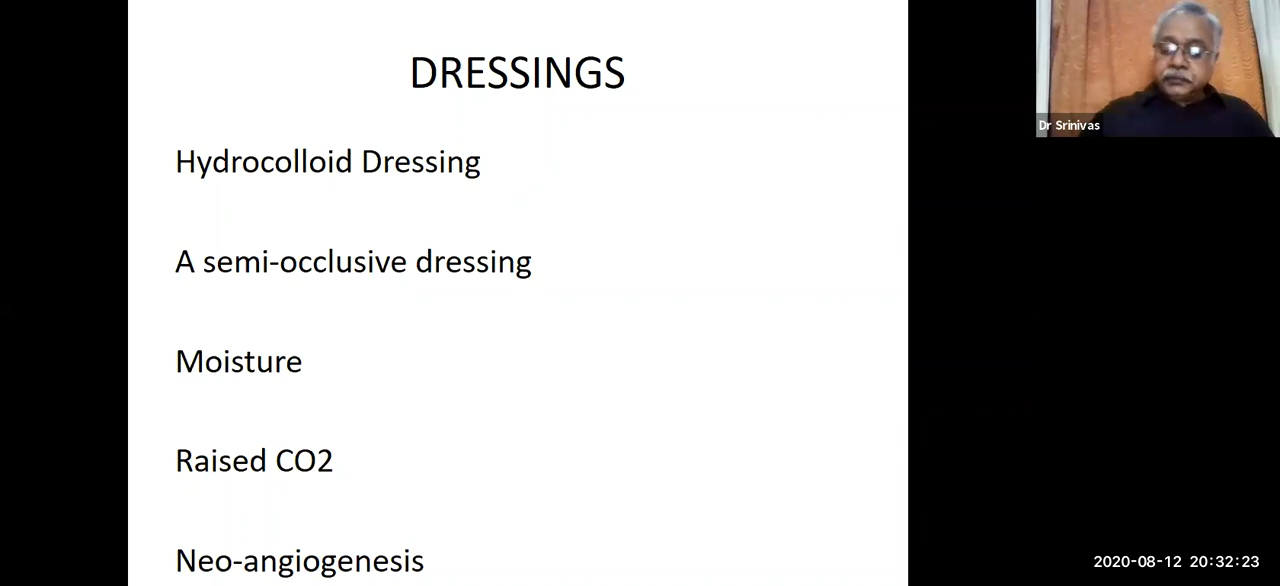 DRESSINGS
Dr Srinivas
Hydrocolloid Dressing
A semi-occlusive dressing
Moisture
Raised CO2
Neo-angiogenesis
2020-08-12 20:32:23